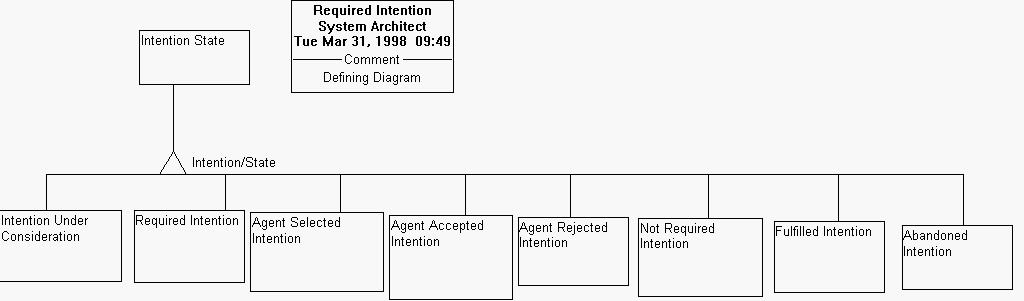 Required Intention
System Architect
Tue Mar 31, 1998 09:49
Comment
Defining Diagram
Intention State
Intention/State
Intention Under
Consideration
Required Intention
Agent Selected
Intention
Agent Accepted
Intention
Agent Rejected
Intention
Not Required
Intention
Fulfilled Intention
Abandoned
Intention